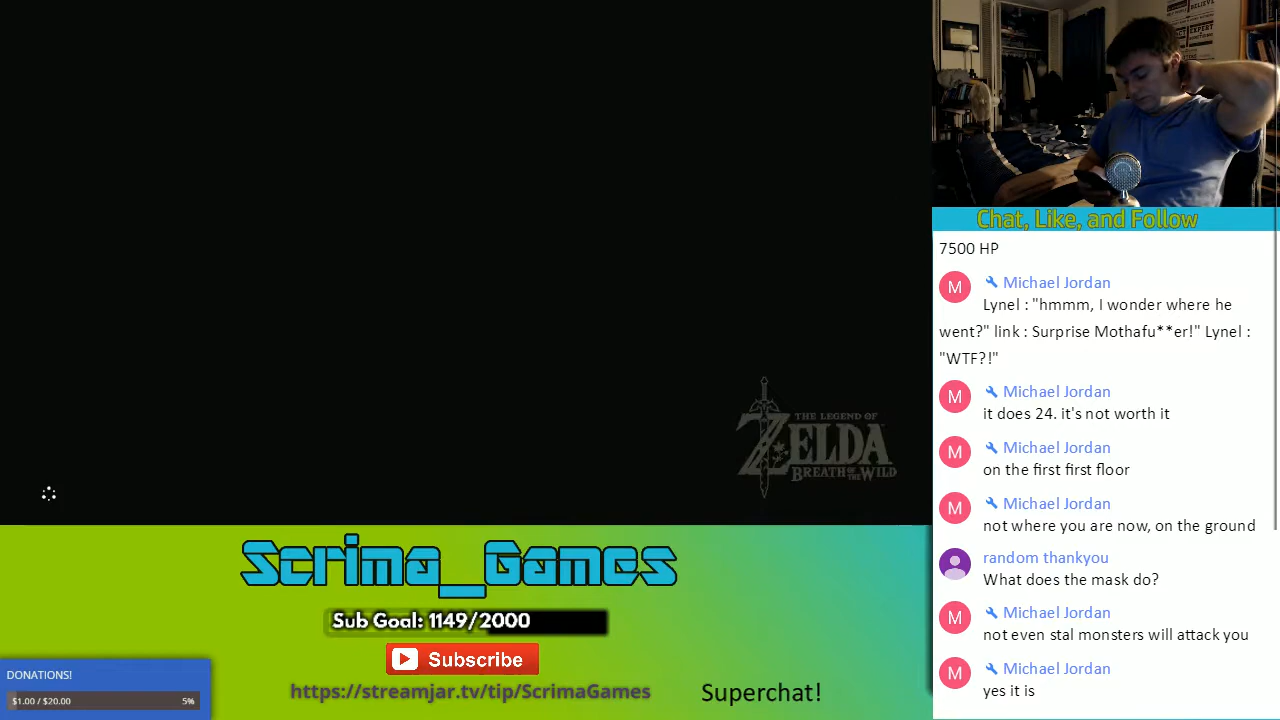 BELIEVE
EXPERT
THE LEGEND OF
ZELDA
BREATH OF THE WILD
Chat, Like, and Follow
7500 HP
M Michael Jordan
Lynel : "hmmm, I wonder where he
went?" link : Surprise Mothafu**er!" Lynel :
"WTF?!"
M Michael Jordan
it does 24. it's not worth it
M Michael Jordan
on the first first floor
M Michael Jordan
not where you are now, on the ground
random thankyou
What does the mask do?
M Michael Jordan
not even stal monsters will attack you
M Michael Jordan
yes it is
Scrima_Games
Sub Goal: 1149/2000
Subscribe
https://streamjar.tv/tip/ScrimaGames
Superchat!
DONATIONS!
$1.00 / $20.00 5%